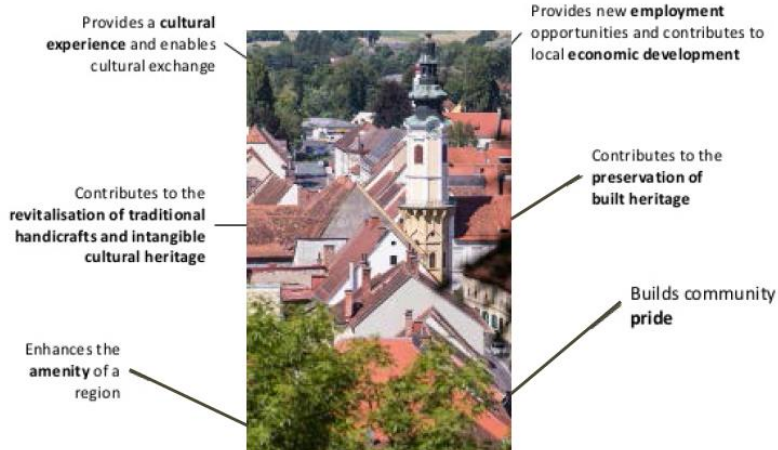 Provides a cultural
experience and enables
cultural exchange
Provides new employment
opportunities and contributes to
local economic development
Contributes to the
revitalisation of traditional
handicrafts and intangible
cultural heritage
Contributes to the
preservation of
built heritage
Enhances the
amenity of a
region
Builds community
pride